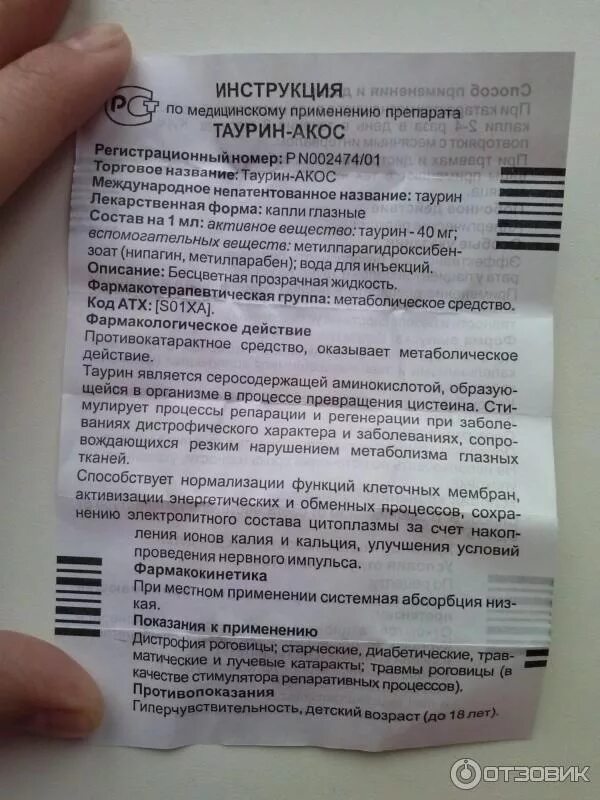 РСТ
ИНСТРУКЦИЯ
по медицинскому применению препарата
ТАУРИН-АКОС
Регистрационный номер: Р N002474/01
Торговое название: Таурин-АКОС
Международное непатентованное название: таурин
Лекарственная форма: капли глазные
Состав на 1 мл: активное вещество: таурин - 40 мг;
вспомогательных веществ: метилпарагидроксибен-
зоат (нипагин, метилпарабен); вода для инъекций.
Описание: Бесцветная прозрачная жидкость.
Фармакотерапевтическая группа: метаболическое средство.
Код АТХ: [S01XA].
Фармакологическое действие
Противокатарактное средство, оказывает метаболическое
действие.
Таурин является серосодержащей аминокислотой, образую-
щейся в организме в процессе превращения цистеина. Сти-
мулирует процессы репарации и регенерации при заболе-
ваниях дистрофического характера и заболеваниях, сопро-
вождающихся резким нарушением метаболизма глазных
тканей.
Способствует нормализации функций клеточных мембран,
активизации энергетических и обменных процессов, сохра-
нению электролитного состава цитоплазмы за счет накоп-
ления ионов калия и кальция, улучшения условий
проведения нервного импульса.
Фармакокинетика
При местном применении системная абсорбция низ-
кая.
Показания к применению
Дистрофия роговицы; старческие, диабетические, трав-
матические и лучевые катаракты; травмы роговицы (в
качестве стимулятора репаративных процессов).
Противопоказания
Гиперчувствительность, детский возраст (до 18 лет).
ОТЗОВИК